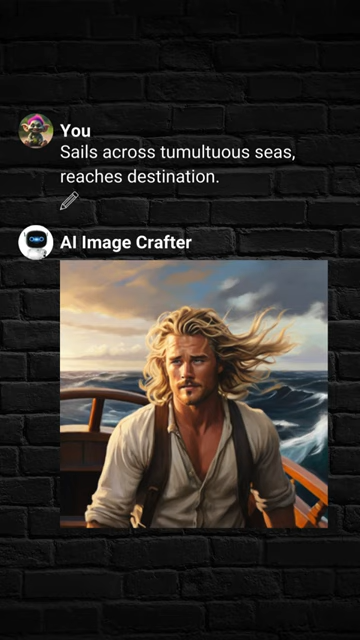 You
Sails across tumultuous seas,
reaches destination.
AI Image Crafter